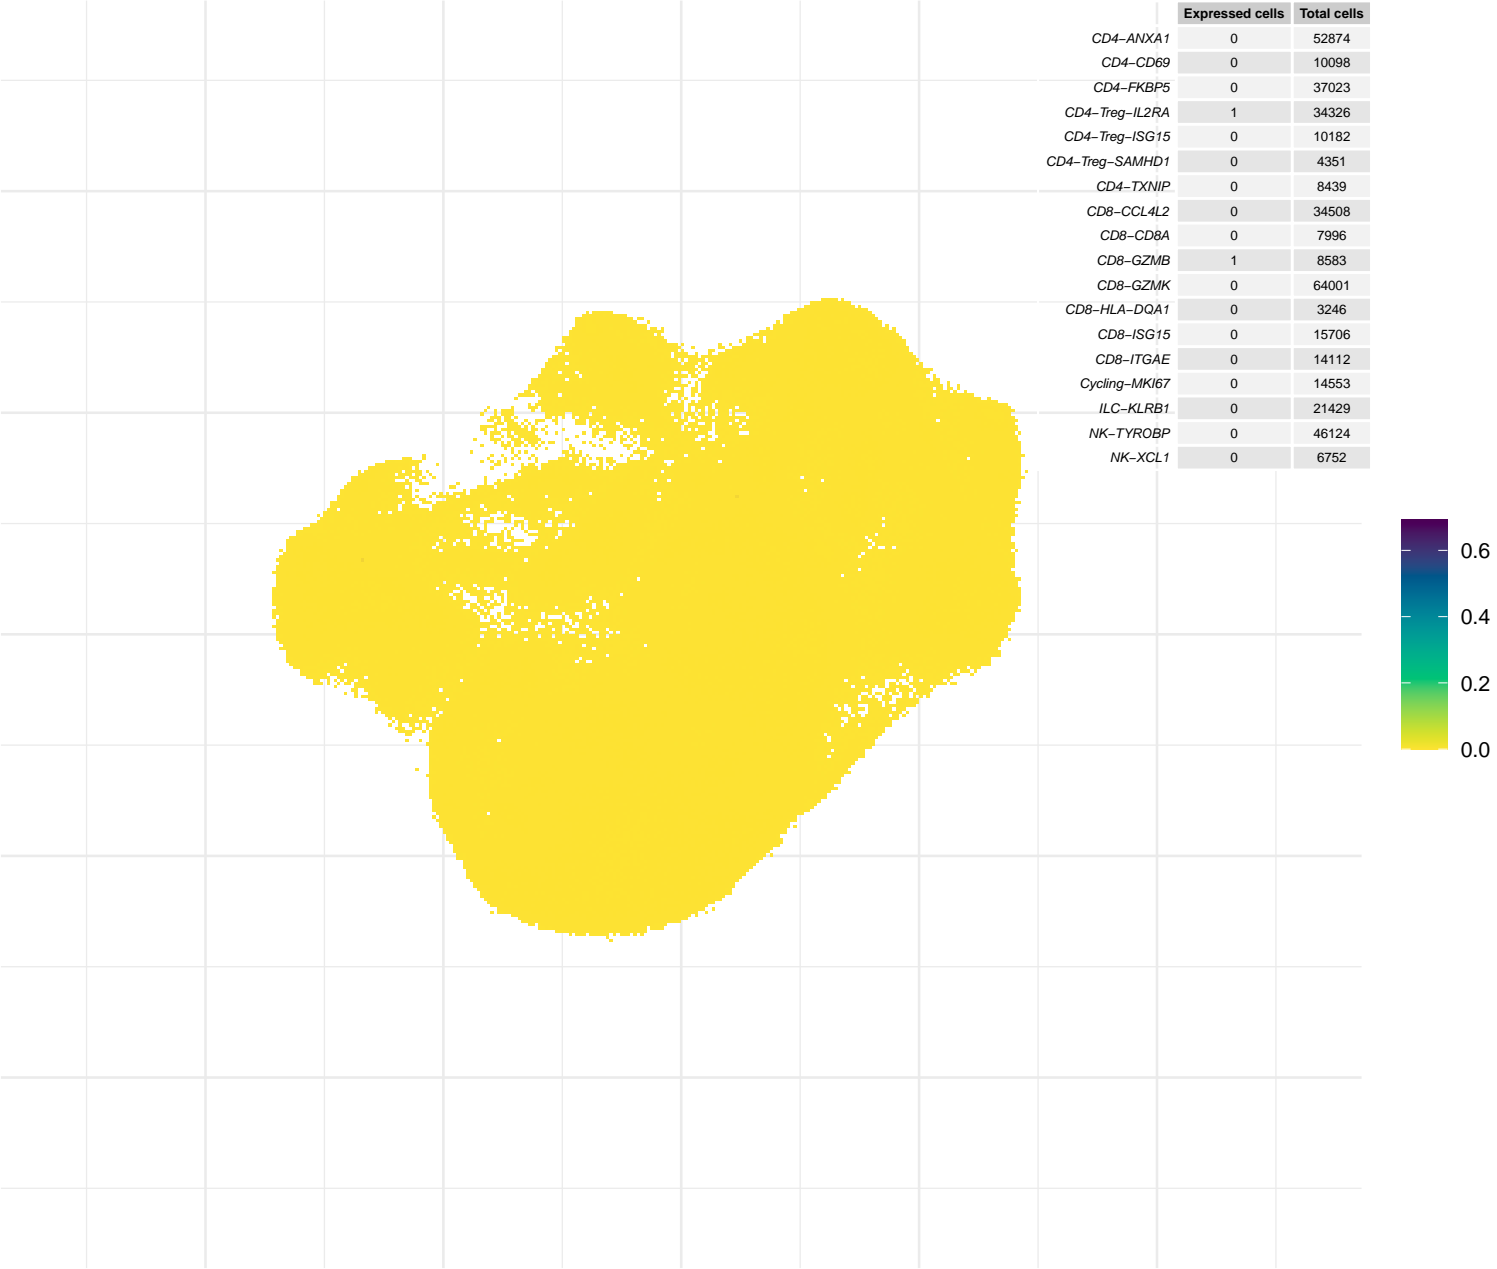 Expressed cells Total cells
CD4−ANXA1 0 52874
CD4−CD69 0 10098
CD4−FKBP5 0 37023
CD4−Treg−IL2RA 1 34326
CD4−Treg−ISG15 0 10182
CD4−Treg−SAMHD1 0 4351
CD4−TXNIP 0 8439
CD8−CCL4L2 0 34508
CD8−CD8A 0 7996
CD8−GZMB 1 8583
CD8−GZMK 0 64001
CD8−HLA−DQA1 0 3246
CD8−ISG15 0 15706
CD8−ITGAE 0 14112
Cycling−MKI67 0 14553
ILC−KLRB1 0 21429
NK−TYROBP 0 46124
NK−XCL1 0 6752
0.6
0.4
0.2
0.0